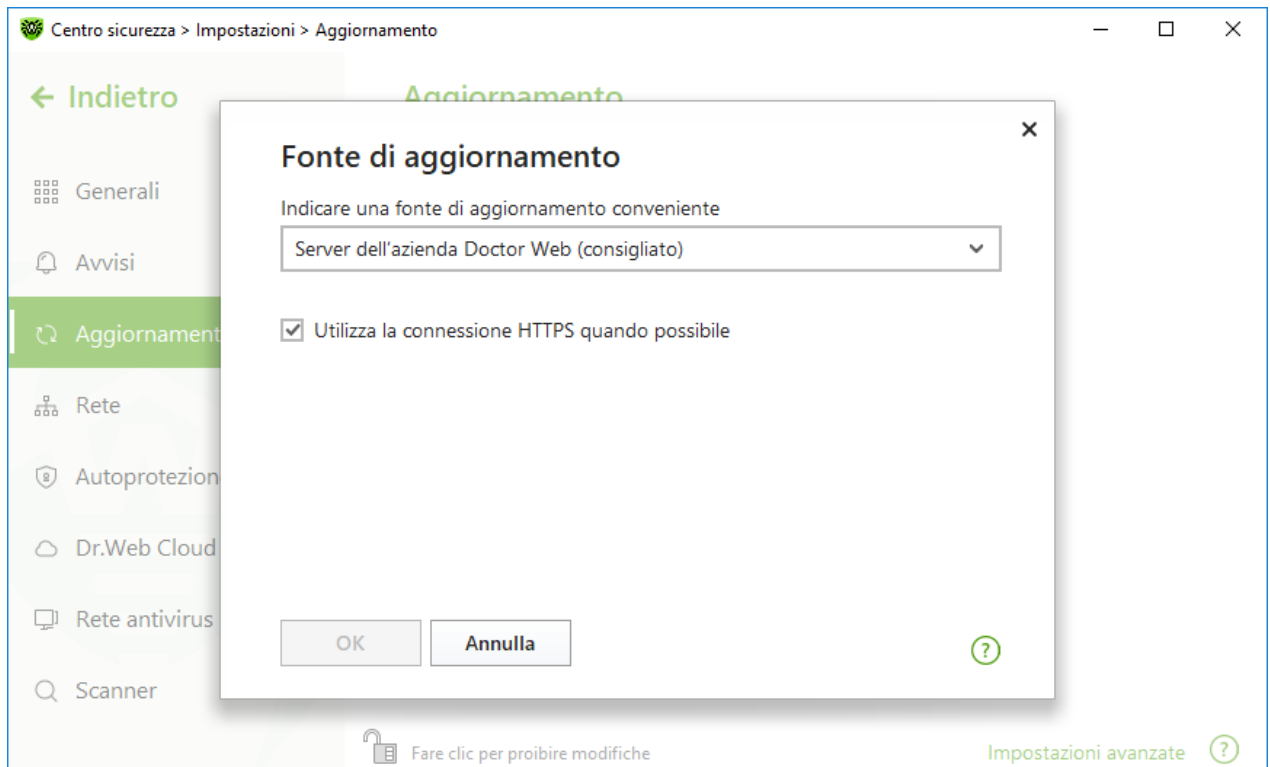 Centro sicurezza > Impostazioni > Aggiornamento
Indietro
Aggiornamento
Generali
Avvisi
Aggiornament
Rete
Autoprotezion
Dr.Web Cloud
Rete antivirus
Scanner
Fonte di aggiornamento
Indicare una fonte di aggiornamento conveniente
Server dell'azienda Doctor Web (consigliato)
Utilizza la connessione HTTPS quando possibile
OK
Annulla
?
Fare clic per proibire modifiche
Impostazioni avanzate
?